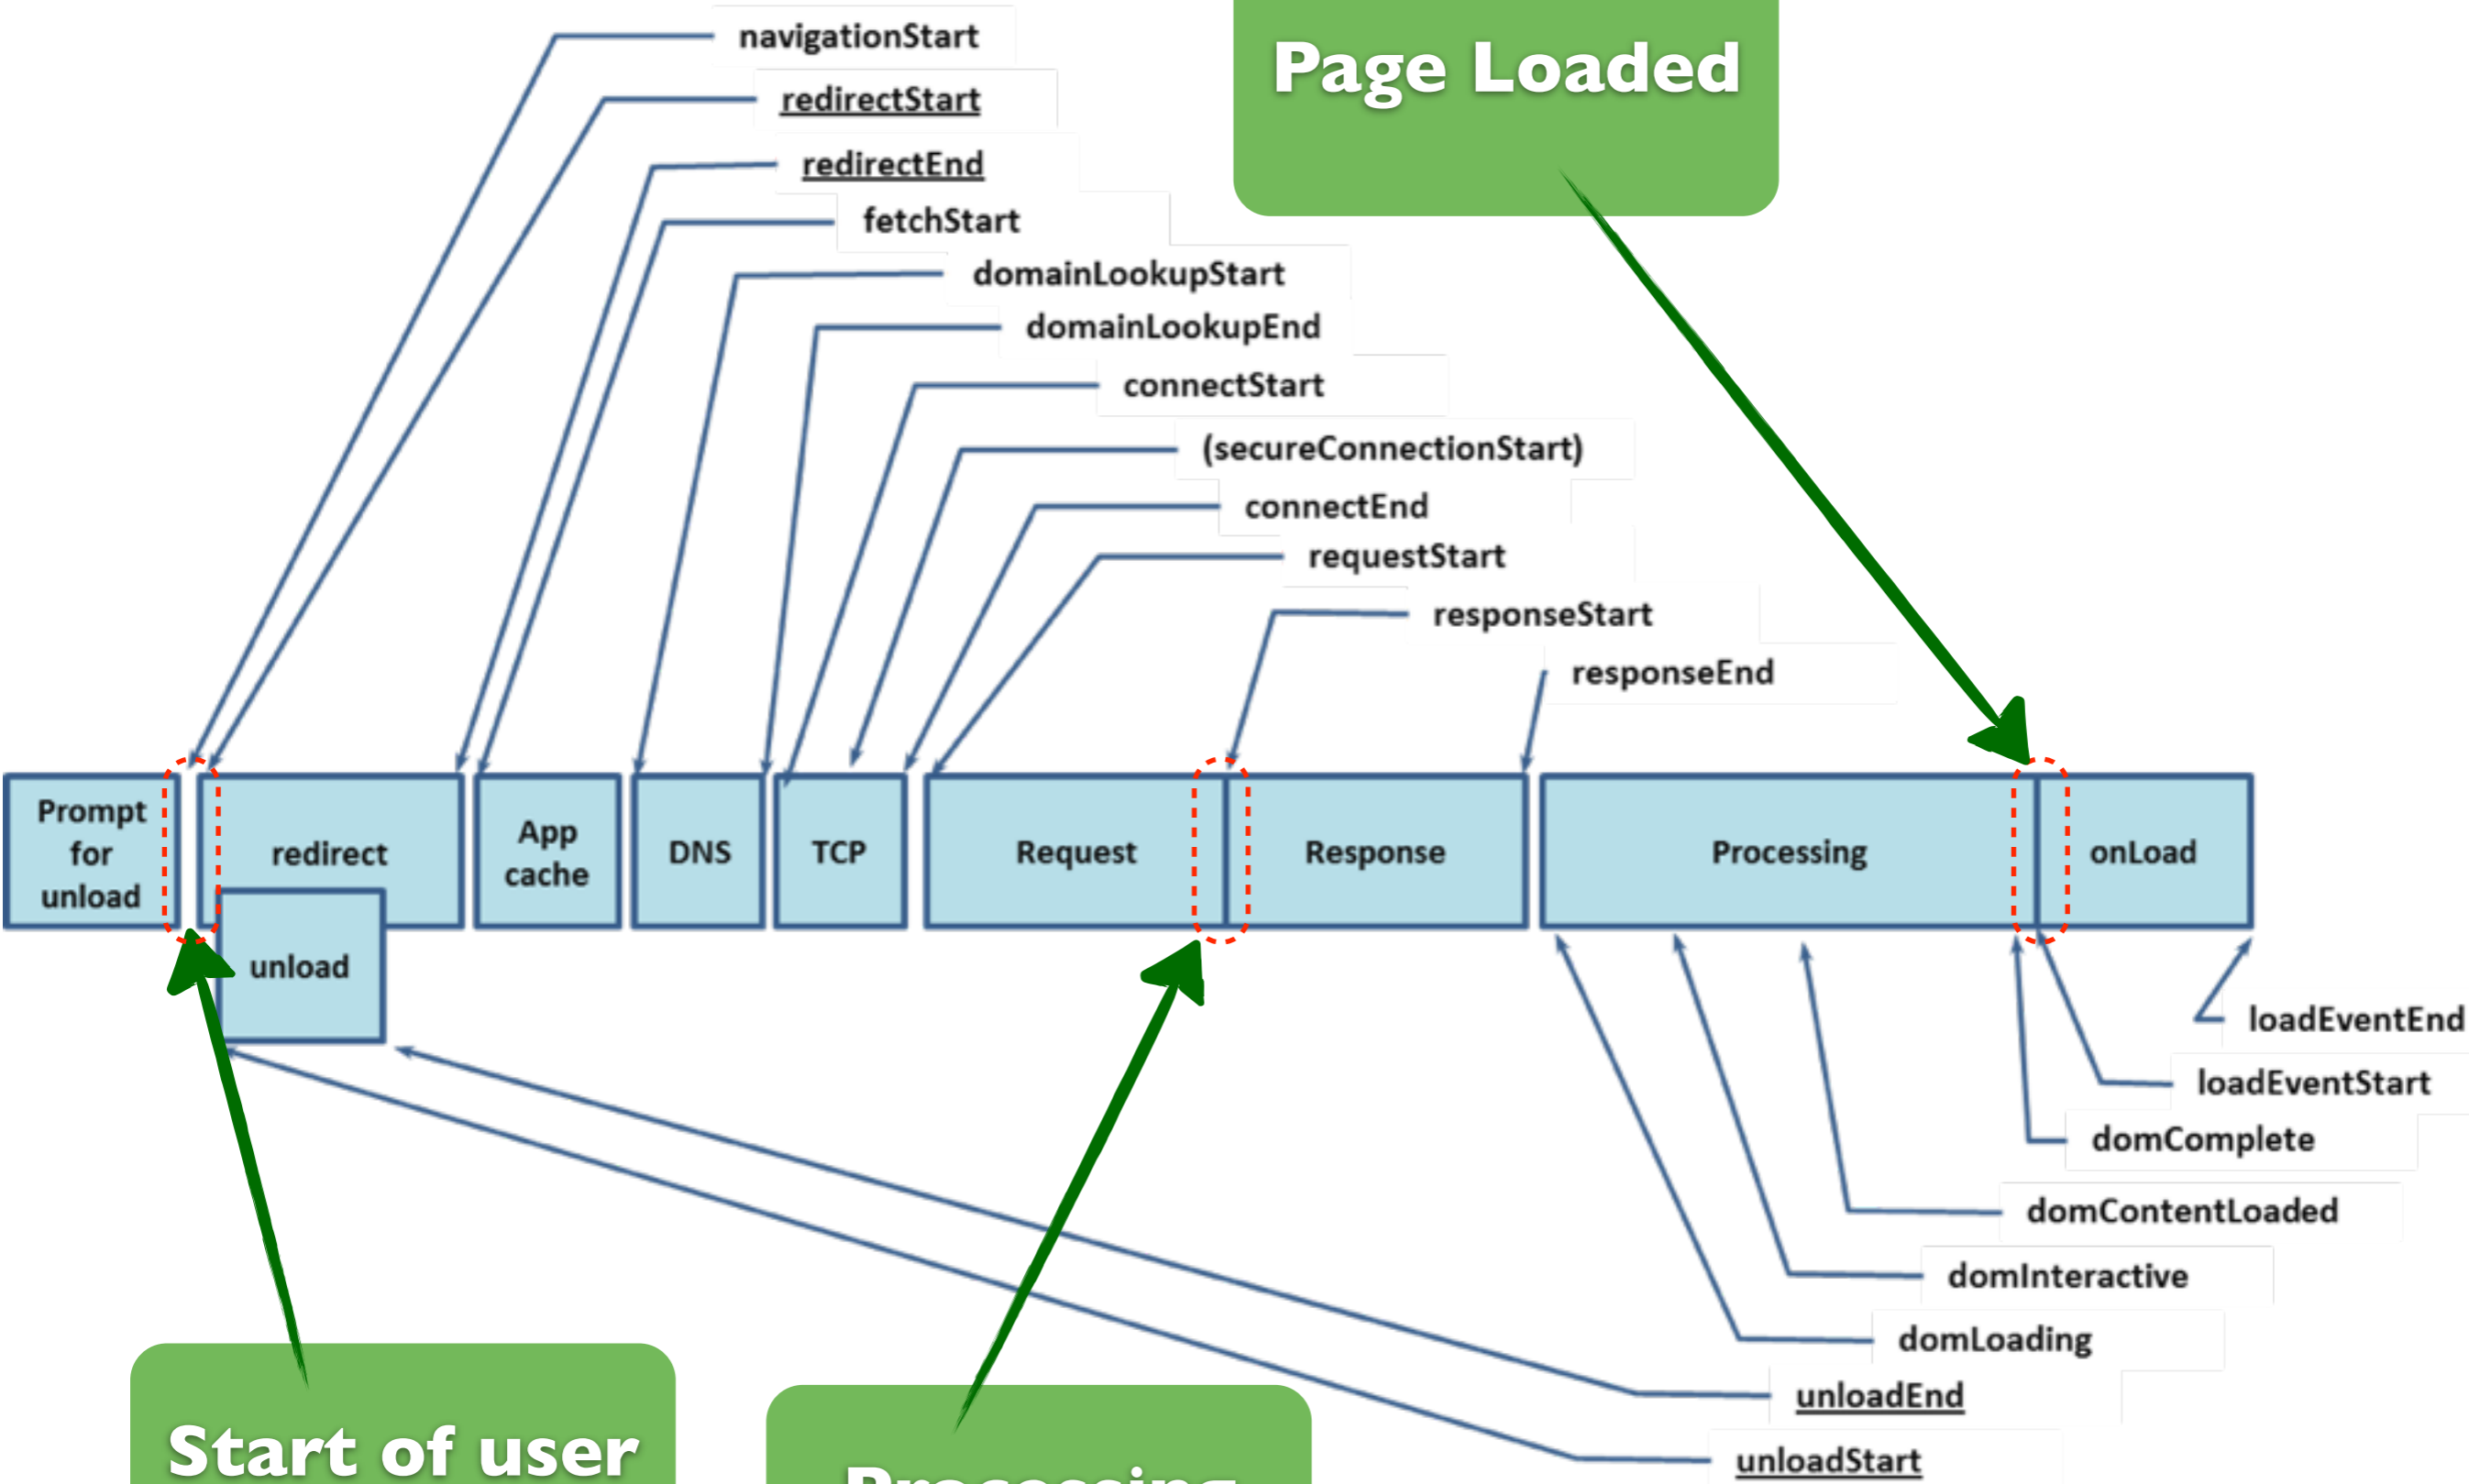 navigationStart
Page Loaded
redirectStart
redirectEnd
fetchStart
domainLookupStart
domainLookupEnd
connectStart
(secureConnectionStart)
connectEnd
requestStart
responseStart
responseEnd
Prompt
for
unload
redirect
unload
App
cache
DNS
TCP
Request
Response
Processing
onLoad
loadEventEnd
loadEventStart
domComplete
domContentLoaded
domInteractive
domLoading
unloadEnd
unloadStart
Start of user
Processing